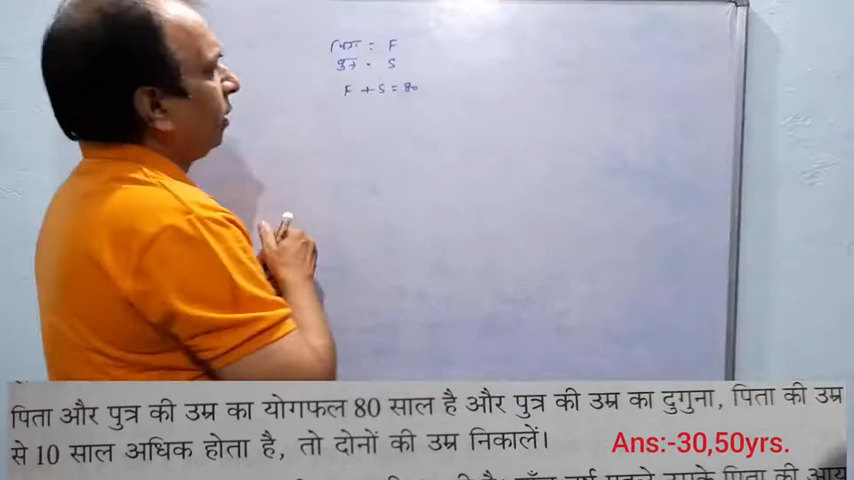 पिता = F
पुत्र = S
F + S = 80
पिता और पुत्र की उम्र का योगफल 80 साल है और पुत्र की उम्र का दुगुना, पिता की उम्र
से 10 साल अधिक होता है, तो दोनों की उम्र निकालें।
Ans:-30,50yrs.